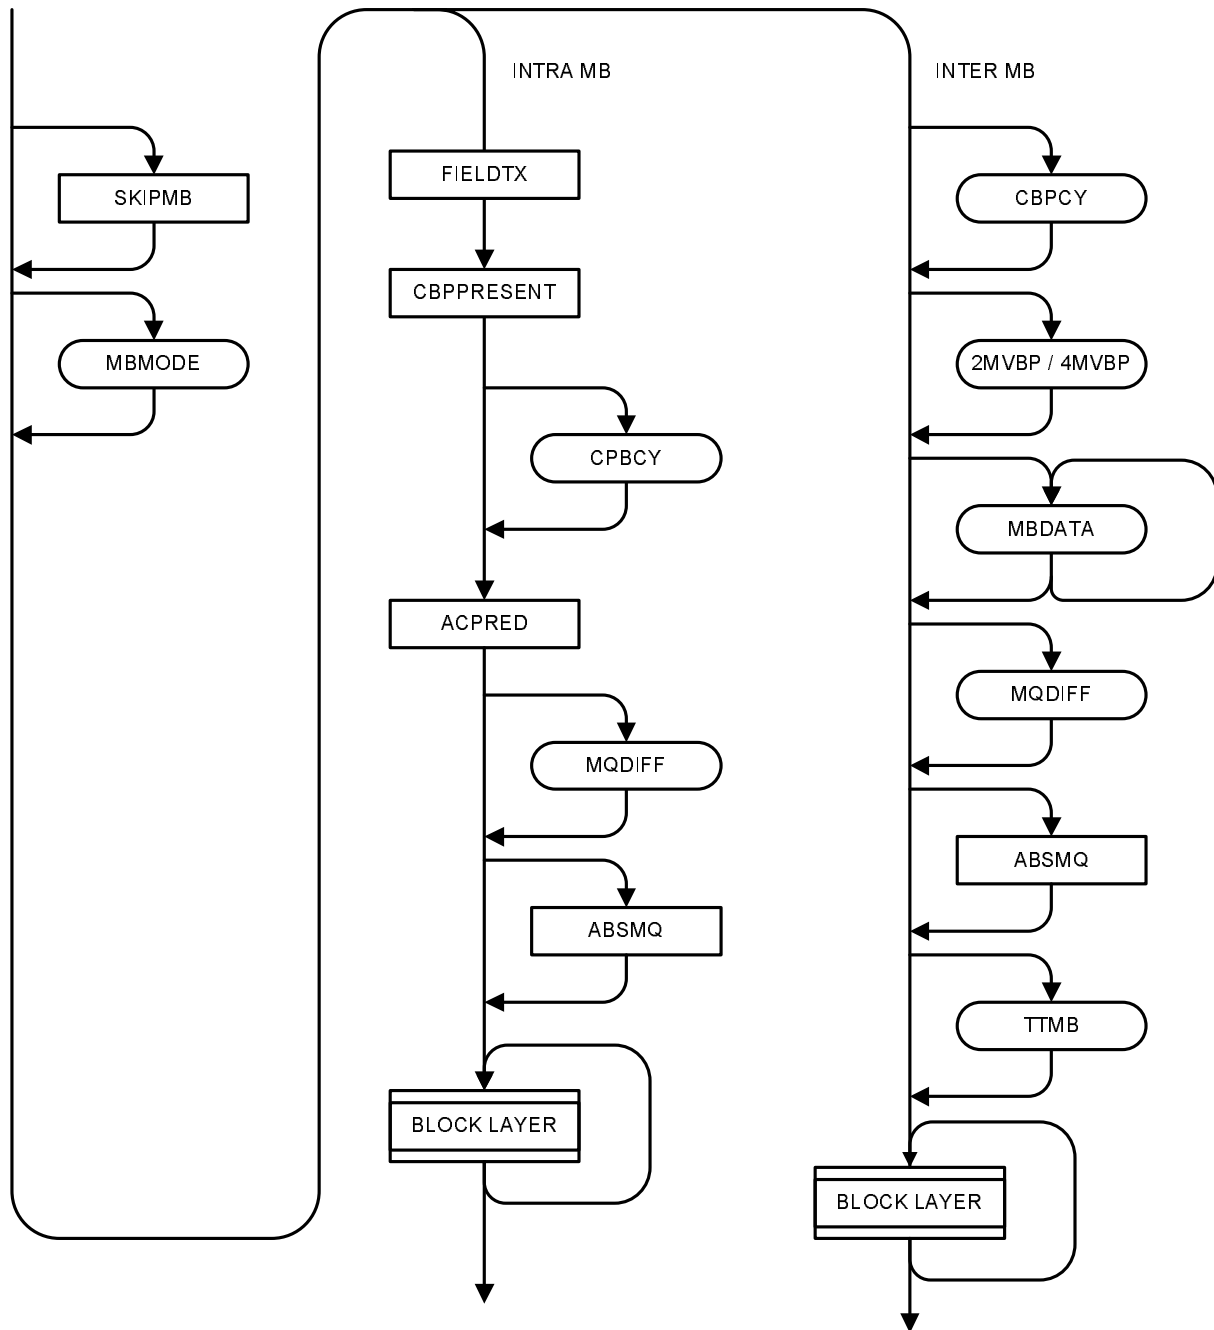 SKIPMB
MBMODE
INTRA MB
FIELDTX
CBPPRESENT
CPBCY
ACPRED
MQDIFF
ABSMQ
BLOCK LAYER
INTER MB
CBPCY
2MVBP / 4MVBP
MBDATA
MQDIFF
ABSMQ
TTMB
BLOCK LAYER